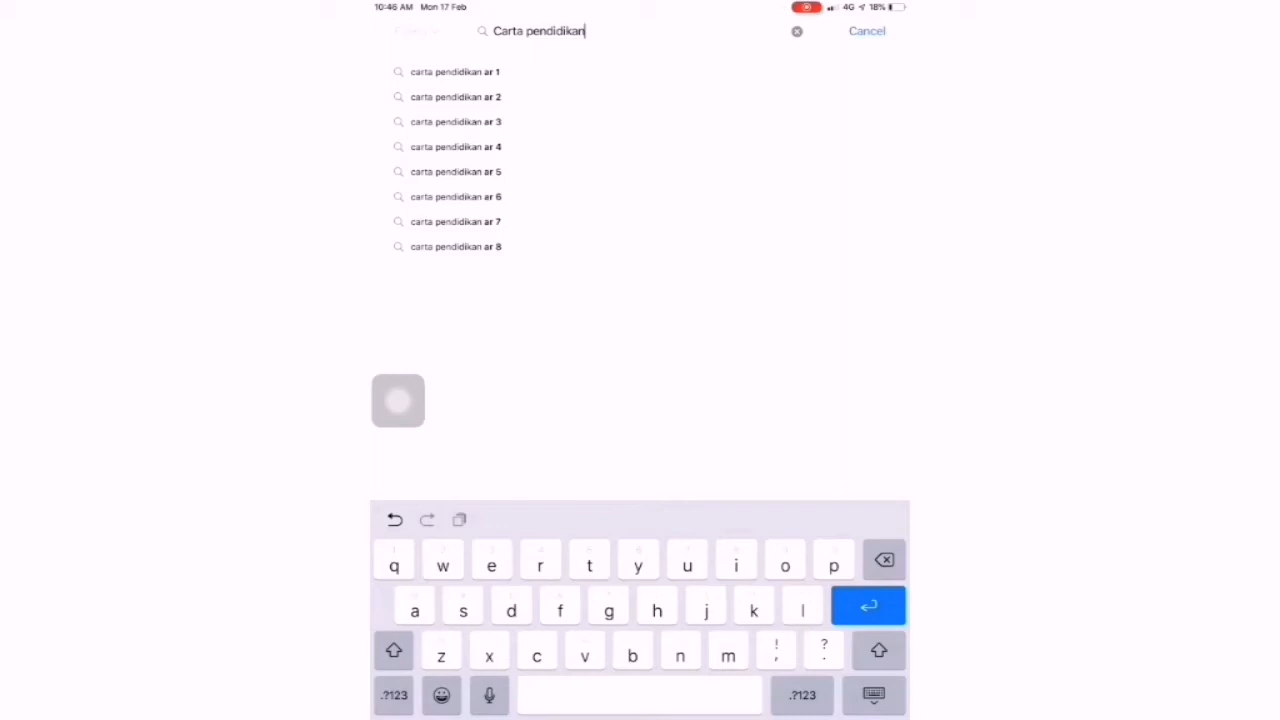 10:46 AM Mon 17 Feb 4G 18%
Carta pendidikan Cancel
carta pendidikan ar 1
carta pendidikan ar 2
carta pendidikan ar 3
carta pendidikan ar 4
carta pendidikan ar 5
carta pendidikan ar 6
carta pendidikan ar 7
carta pendidikan ar 8
q w e r t y u i o p
a s d f g h j k l
z x c v b n m ! , ? .
.?123 .?123